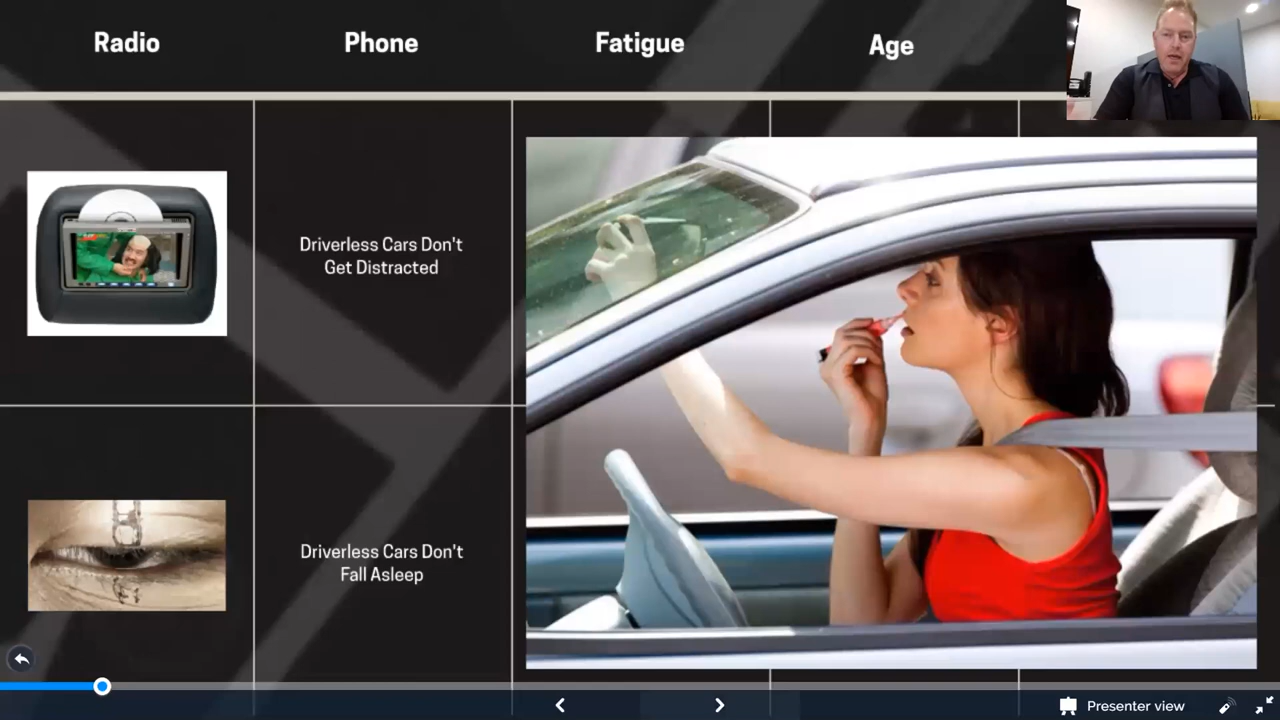 Radio
Phone
Fatigue
Age
Driverless Cars Don't
Get Distracted
Driverless Cars Don't
Fall Asleep
Presenter view